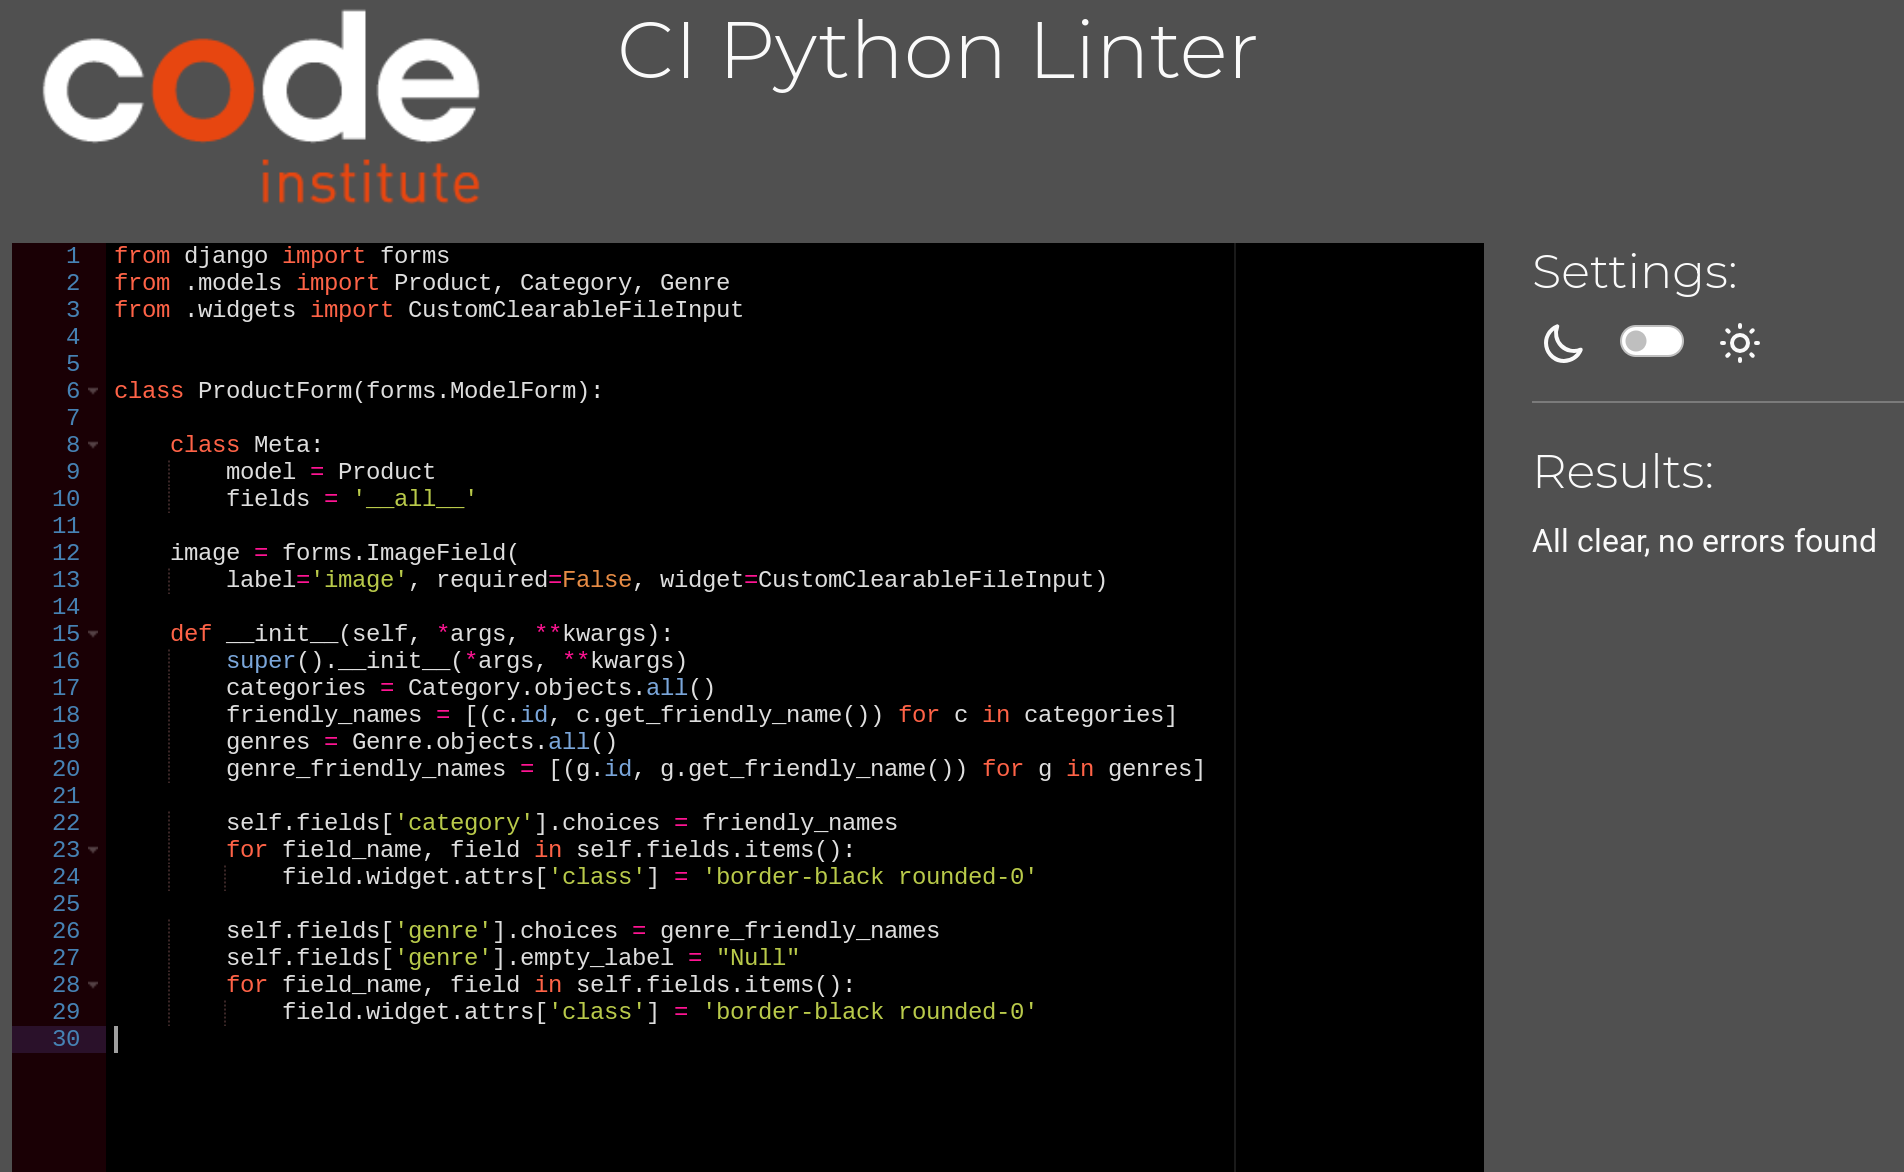 code
institute
CI Python Linter
1 from django import forms
2 from .models import Product, Category, Genre
3 from .widgets import CustomClearableFileInput
4
5
6 class ProductForm(forms.ModelForm):
7
8     class Meta:
9         model = Product
10         fields = '__all__'
11
12     image = forms.ImageField(
13         label='image', required=False, widget=CustomClearableFileInput)
14
15     def __init__(self, *args, **kwargs):
16         super().__init__(*args, **kwargs)
17         categories = Category.objects.all()
18         friendly_names = [(c.id, c.get_friendly_name()) for c in categories]
19         genres = Genre.objects.all()
20         genre_friendly_names = [(g.id, g.get_friendly_name()) for g in genres]
21
22         self.fields['category'].choices = friendly_names
23         for field_name, field in self.fields.items():
24             field.widget.attrs['class'] = 'border-black rounded-0'
25
26         self.fields['genre'].choices = genre_friendly_names
27         self.fields['genre'].empty_label = "Null"
28         for field_name, field in self.fields.items():
29             field.widget.attrs['class'] = 'border-black rounded-0'
30
Settings:
Results:
All clear, no errors found